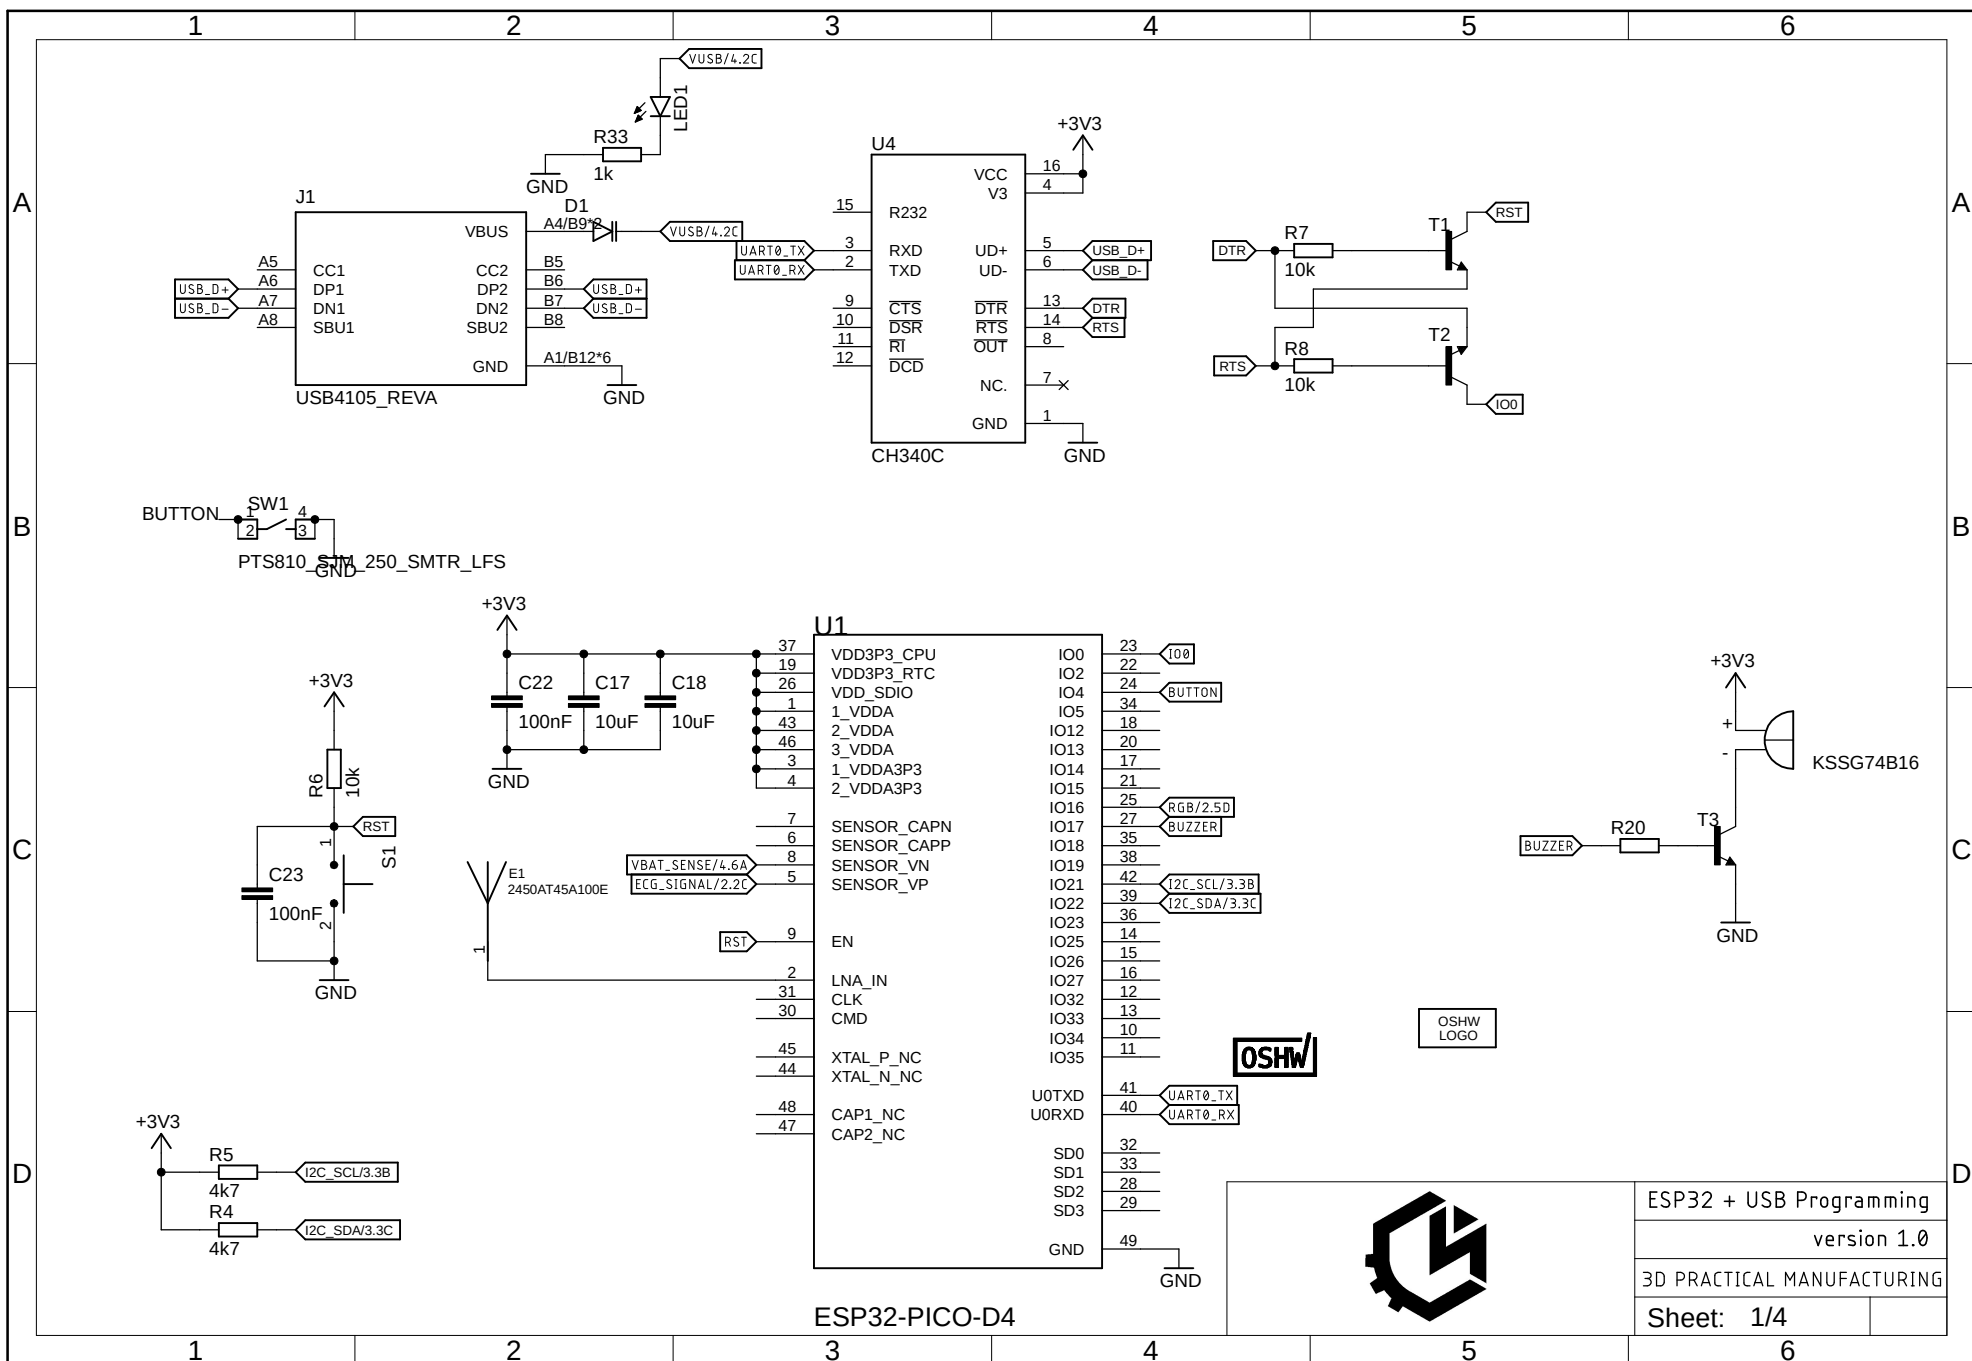 1 2 3 4 5 6
A A
B B
C C
D D
VUSB/4.2C
LED1
R33
1k
GND
J1
USB4105_REVA
VBUS
A4/B9*2
D1
VUSB/4.2C
A5 CC1 CC2 B5
USB_D+ A6 DP1 DP2 B6 USB_D+
USB_D- A7 DN1 DN2 B7 USB_D-
A8 SBU1 SBU2 B8
GND A1/B12*6
GND
U4
+3V3
VCC 16
V3 4
15 R232
UART0_TX 3 RXD UD+ 5 USB_D+
UART0_RX 2 TXD UD- 6 USB_D-
9 CTS DTR 13 DTR
10 DSR RTS 14 RTS
11 RI OUT 8
12 DCD
NC. 7
GND 1
CH340C
GND
DTR
R7
10k
T1
RST
RTS
R8
10k
T2
IO0
BUTTON
SW1
1 4
2 3
PTS810_SJM_250_SMTR_LFS
GND
+3V3
C22
100nF
C17
10uF
C18
10uF
GND
+3V3
R6
10k
RST
1
S1
2
C23
100nF
GND
E1
2450AT45A100E
1
U1
37 VDD3P3_CPU IO0 23 IO0
19 VDD3P3_RTC IO2 22
26 VDD_SDIO IO4 24 BUTTON
1 1_VDDA IO5 34
43 2_VDDA IO12 18
46 3_VDDA IO13 20
3 1_VDDA3P3 IO14 17
4 2_VDDA3P3 IO15 21
IO16 25 RGB/2.5D
7 SENSOR_CAPN IO17 27 BUZZER
6 SENSOR_CAPP IO18 35
VBAT_SENSE/4.6A 8 SENSOR_VN IO19 38
ECG_SIGNAL/2.2C 5 SENSOR_VP IO21 42 I2C_SCL/3.3B
IO22 39 I2C_SDA/3.3C
IO23 36
RST 9 EN IO25 14
IO26 15
2 LNA_IN IO27 16
31 CLK IO32 12
30 CMD IO33 13
IO34 10
45 XTAL_P_NC IO35 11
44 XTAL_N_NC
U0TXD 41 UART0_TX
48 CAP1_NC U0RXD 40 UART0_RX
47 CAP2_NC
SD0 32
SD1 33
SD2 28
SD3 29
GND 49
GND
ESP32-PICO-D4
+3V3
+
-
KSSG74B16
BUZZER
R20
T3
GND
OSHW
OSHW
LOGO
+3V3
R5
4k7
I2C_SCL/3.3B
R4
4k7
I2C_SDA/3.3C
ESP32 + USB Programming
version 1.0
3D PRACTICAL MANUFACTURING
Sheet: 1/4
1 2 3 4 5 6